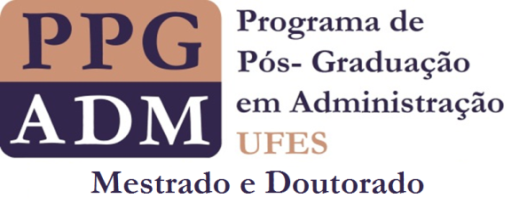 PPG
ADM
Programa de
Pós- Graduação
em Administração
UFES
Mestrado e Doutorado